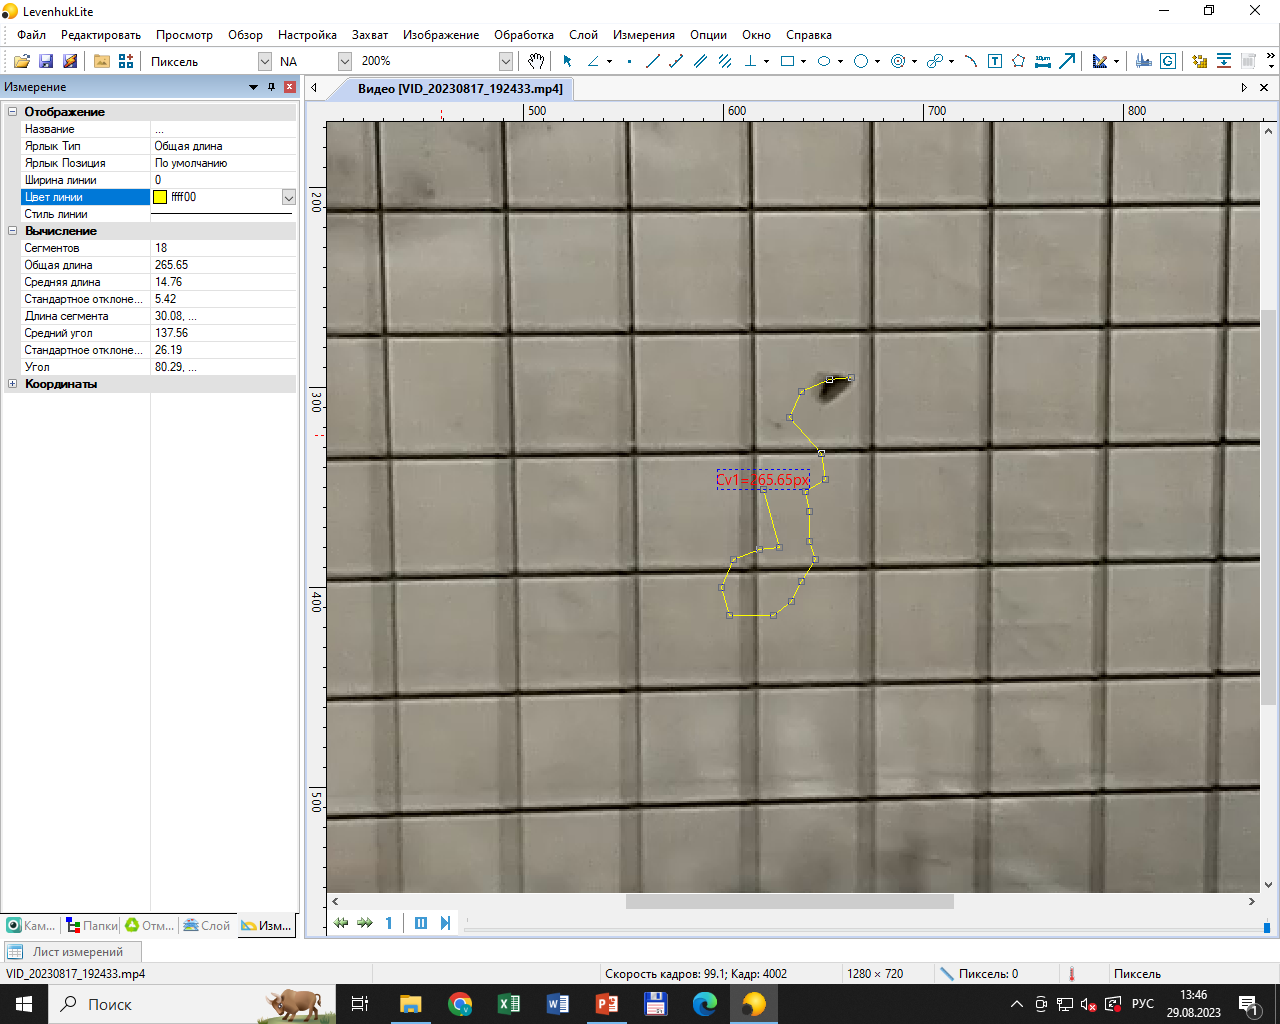 LevenhukLite
Файл Редактировать Просмотр Обзор Настройка Захват Изображение Обработка Слой Измерения Опции Окно Справка
Пиксель NA 200%
Измерение
Видео [VID_20230817_192433.mp4]
500 600 700 800
Отображение
Название ...
Ярлык Тип Общая длина
Ярлык Позиция По умолчанию
Ширина линии 0
Цвет линии ffff00
Стиль линии
Вычисление
Сегментов 18
Общая длина 265.65
Средняя длина 14.76
Стандартное отклоне... 5.42
Длина сегмента 30.08, ...
Средний угол 137.56
Стандартное отклоне... 26.19
Угол 80.29, ...
Координаты
200
300
400
500
Cv1=265.65px
1
Кам... Папки Отм... Слой Изм...
Лист измерений
VID_20230817_192433.mp4 Скорость кадров: 99.1; Кадр: 4002 1280 × 720 Пиксель: 0 Пиксель
Поиск
РУС
13:46
29.08.2023
1